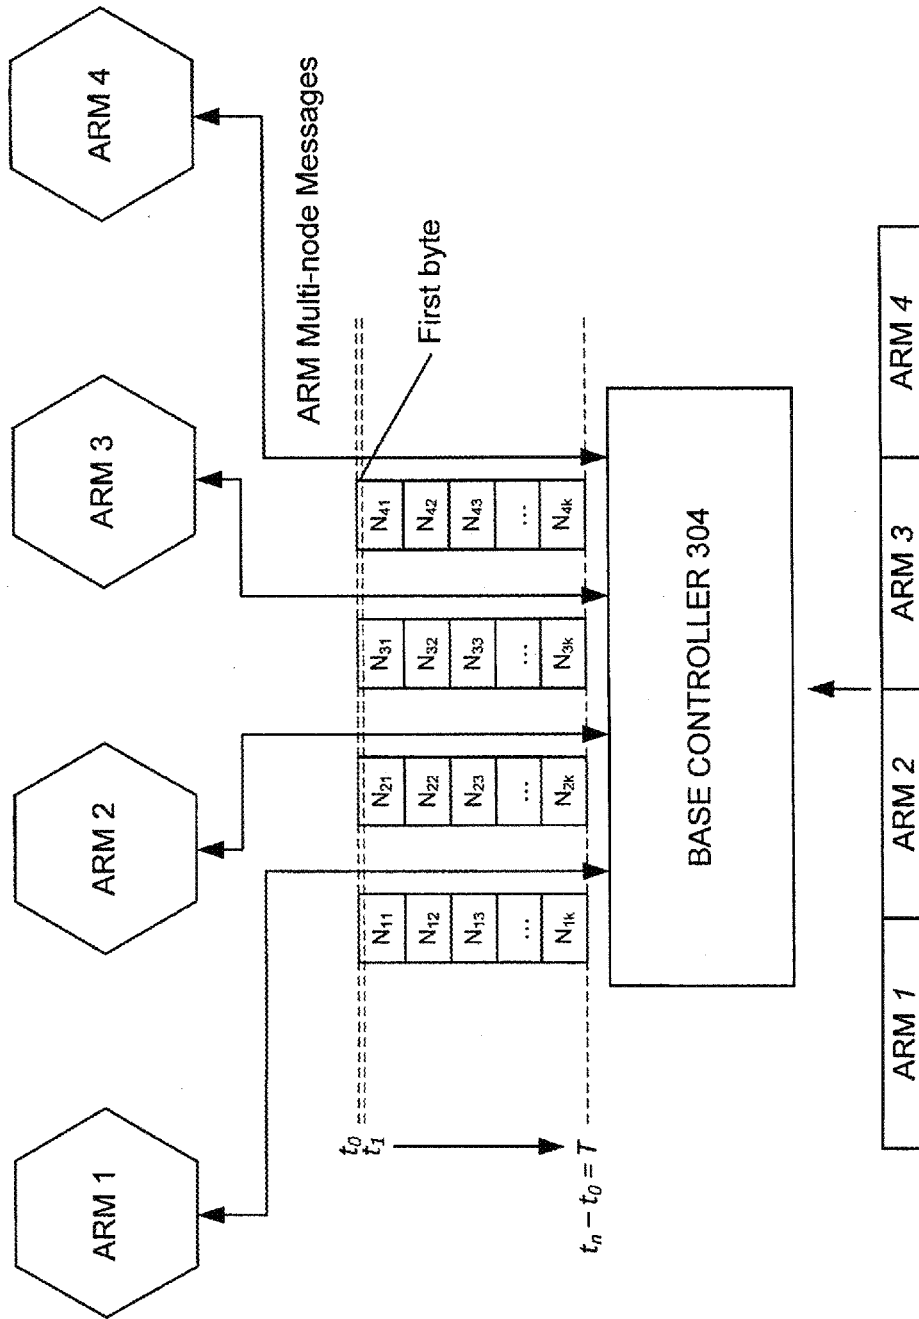 ARM 1
ARM 2
ARM 3
ARM 4
ARM Multi-node Messages
t0
t1
First byte
N11
N21
N31
N41
N12
N22
N32
N42
N13
N23
N33
N43
...
...
...
...
N1k
N2k
N3k
N4k
tn – t0 = T
BASE CONTROLLER 304
ARM 1
ARM 2
ARM 3
ARM 4